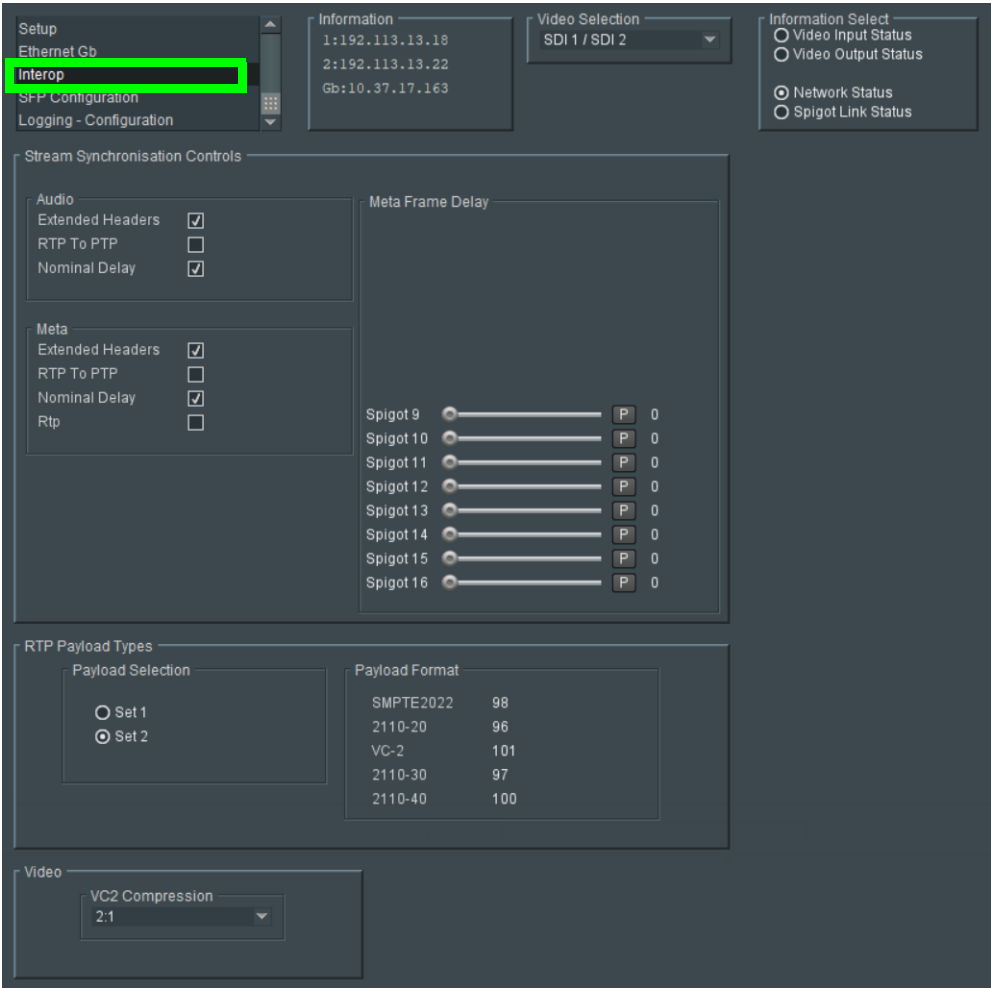 Setup
Ethernet Gb
Interop
SFP Configuration
Logging - Configuration
Information
1:192.113.13.18
2:192.113.13.22
Gb:10.37.17.163
Video Selection
SDI 1 / SDI 2
Information Select
Video Input Status
Video Output Status
Network Status
Spigot Link Status
Stream Synchronisation Controls
Audio
Extended Headers
RTP To PTP
Nominal Delay
Meta
Extended Headers
RTP To PTP
Nominal Delay
Rtp
Meta Frame Delay
Spigot 9 P 0
Spigot 10 P 0
Spigot 11 P 0
Spigot 12 P 0
Spigot 13 P 0
Spigot 14 P 0
Spigot 15 P 0
Spigot 16 P 0
RTP Payload Types
Payload Selection
Set 1
Set 2
Payload Format
SMPTE2022 98
2110-20 96
VC-2 101
2110-30 97
2110-40 100
Video
VC2 Compression
2:1